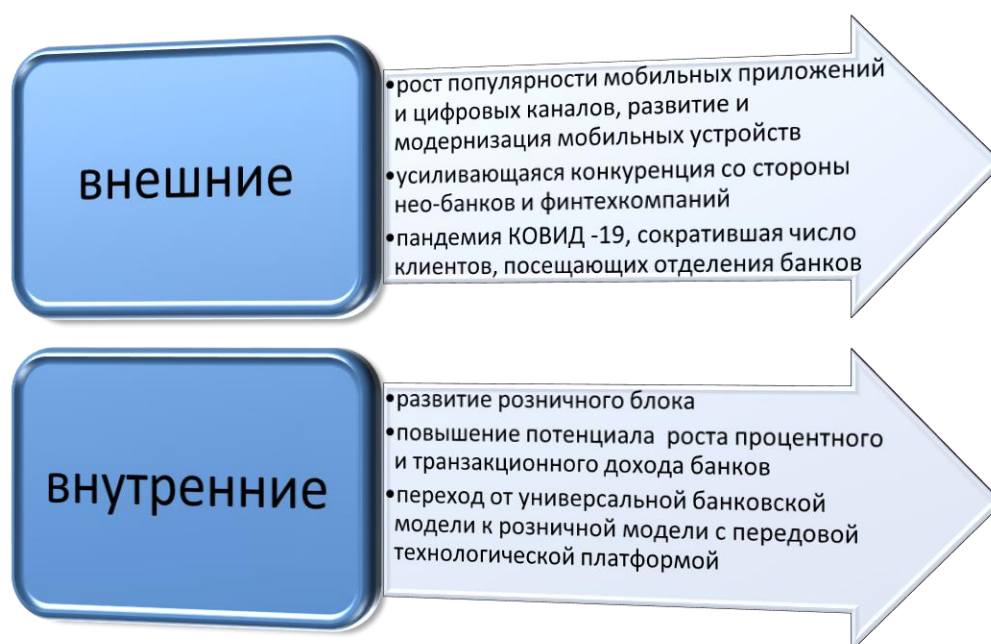 внешние
•рост популярности мобильных приложений
и цифровых каналов, развитие и
модернизация мобильных устройств
•усиливающаяся конкуренция со стороны
нео-банков и финтехкомпаний
•пандемия КОВИД -19, сократившая число
клиентов, посещающих отделения банков
внутренние
•развитие розничного блока
•повышение потенциала роста процентного
и транзакционного дохода банков
•переход от универсальной банковской
модели к розничной модели с передовой
технологической платформой